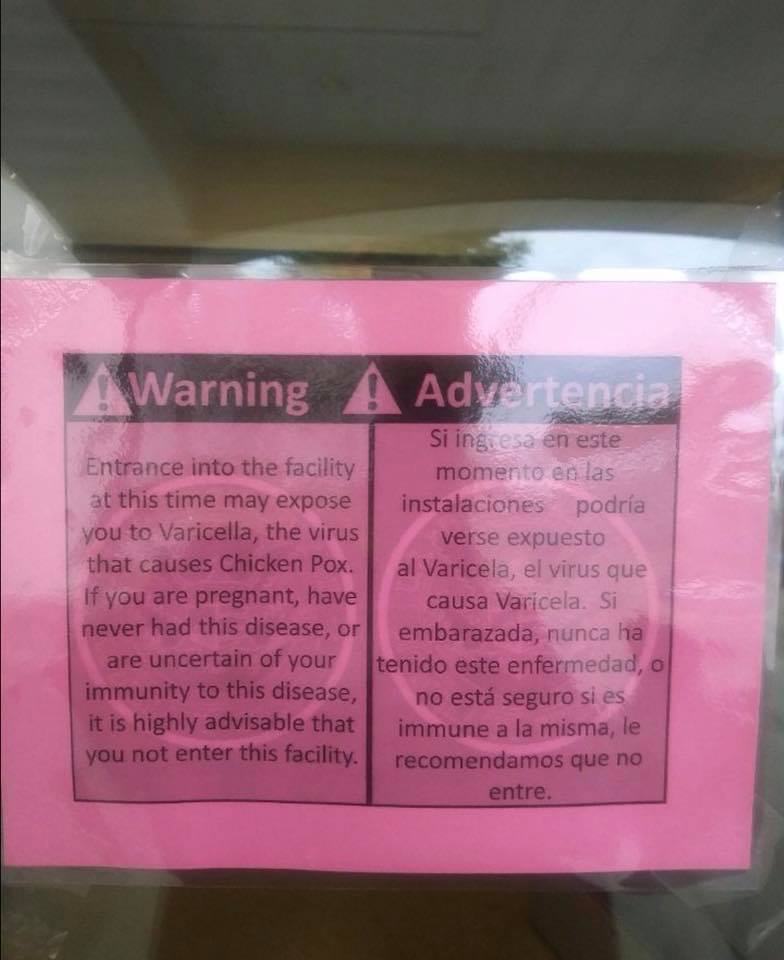 Warning
Entrance into the facility
at this time may expose
you to Varicella, the virus
that causes Chicken Pox.
If you are pregnant, have
never had this disease, or
are uncertain of your
immunity to this disease,
it is highly advisable that
you not enter this facility.
Advertencia
Si ingresa en este
momento en las
instalaciones podría
verse expuesto
al Varicela, el virus que
causa Varicela. Si
embarazada, nunca ha
tenido este enfermedad, o
no está seguro si es
immune a la misma, le
recomendamos que no
entre.